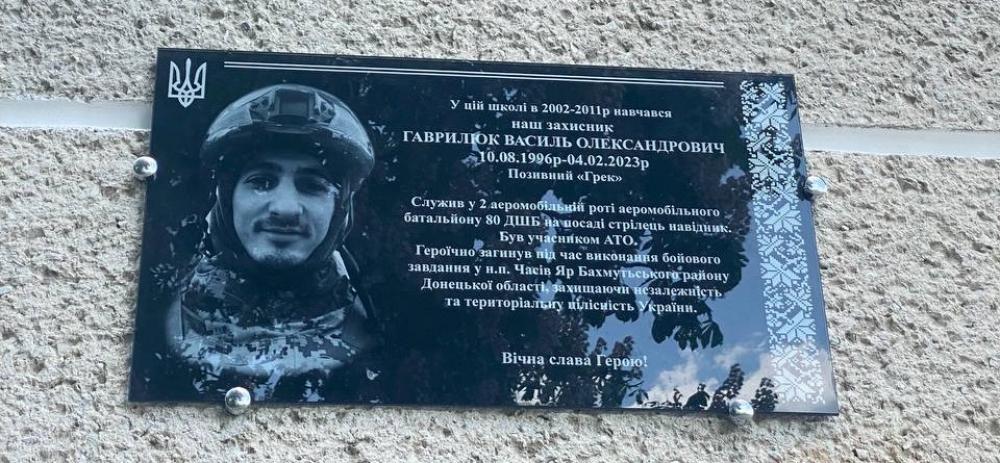 У цій школі в 2002-2011р навчався
наш захисник
ГАВРИЛЮК ВАСИЛЬ ОЛЕКСАНДРОВИЧ
10.08.1996р-04.02.2023р
Позивний «Грек»
Служив у 2 аеромобільній роті аеромобільного
батальйону 80 ДШБ на посаді стрілець навідник.
Був учасником АТО.
Героїчно загинув під час виконання бойового
завдання у н.п. Часів Яр Бахмутського району
Донецької області, захищаючи незалежність
та територіальну цілісність України.
Вічна слава Герою!